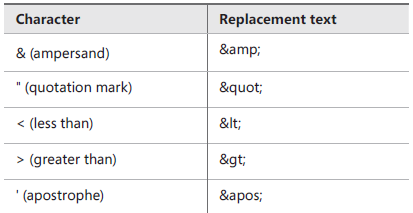 Character Replacement text
& (ampersand) &amp;
" (quotation mark) &quot;
< (less than) &lt;
> (greater than) &gt;
' (apostrophe) &apos;